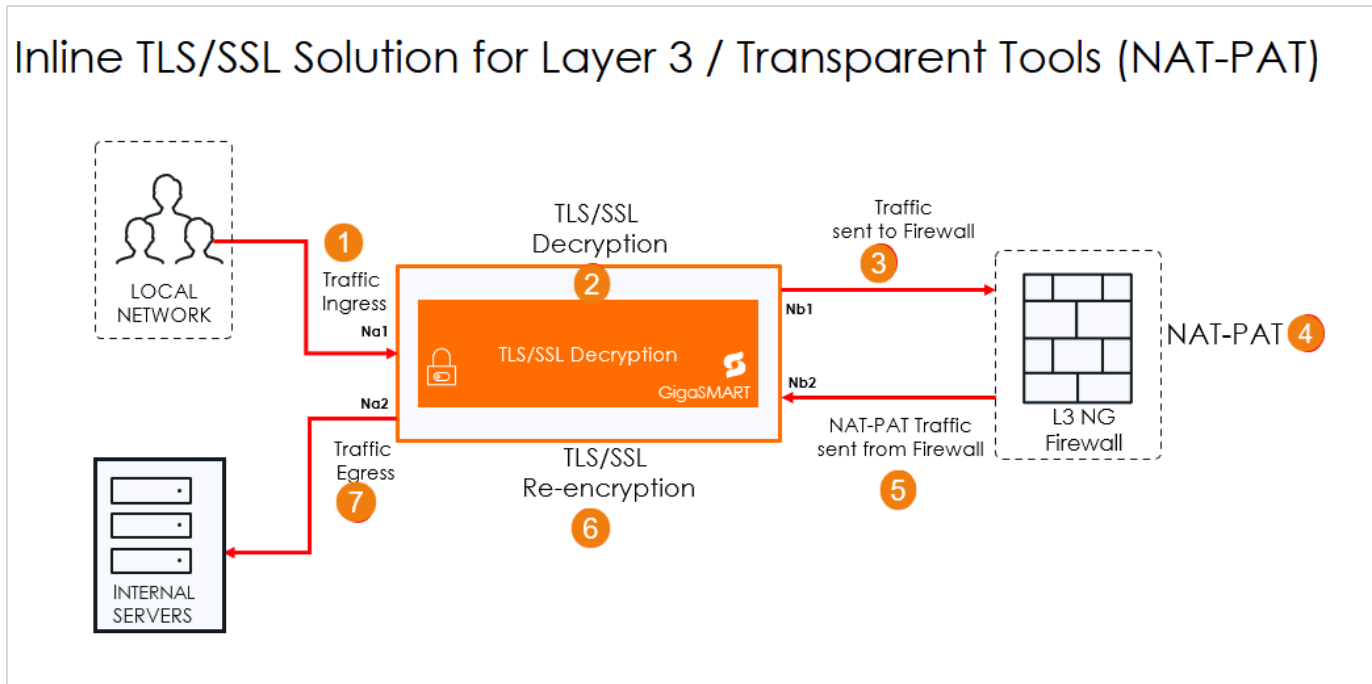 Inline TLS/SSL Solution for Layer 3 / Transparent Tools (NAT-PAT)
LOCAL
NETWORK
1
Traffic
Ingress
Na1
TLS/SSL
Decryption
2
TLS/SSL Decryption
GigaSMART
Traffic
sent to Firewall
3
Nb1
NAT-PAT 4
L3 NG
Firewall
Nb2
NAT-PAT Traffic
sent from Firewall
5
TLS/SSL
Re-encryption
6
Na2
Traffic
Egress
7
INTERNAL
SERVERS